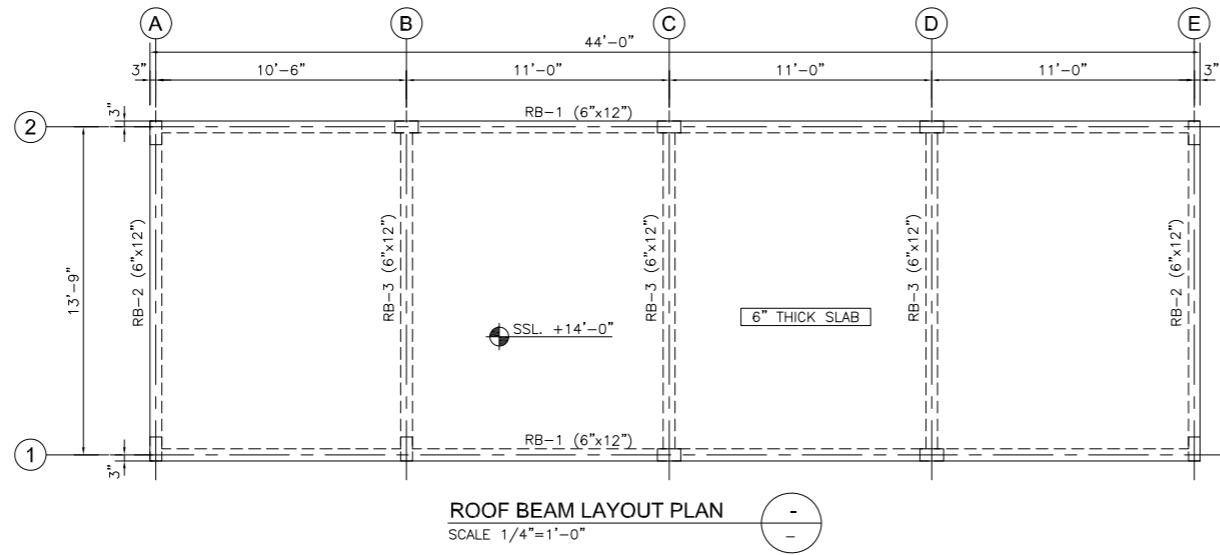 A B C D E
44'-0"
3" 10'-6" 11'-0" 11'-0" 11'-0" 3"
3"
RB-1 (6"x12")
2
RB-2 (6"x12")
RB-3 (6"x12")
RB-3 (6"x12")
RB-3 (6"x12")
RB-2 (6"x12")
13'-9"
6" THICK SLAB
SSL. +14'-0"
RB-1 (6"x12")
1
3"
ROOF BEAM LAYOUT PLAN
SCALE 1/4"=1'-0"
-
-